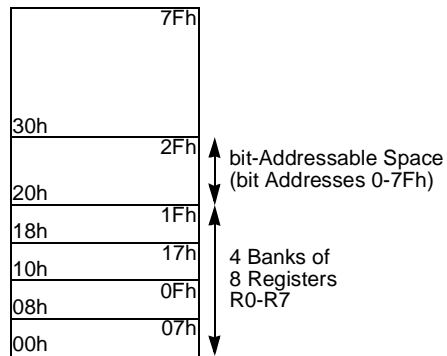 7Fh
30h
2Fh
20h
bit-Addressable Space
(bit Addresses 0-7Fh)
1Fh
18h
17h
10h
0Fh
08h
07h
00h
4 Banks of
8 Registers
R0-R7